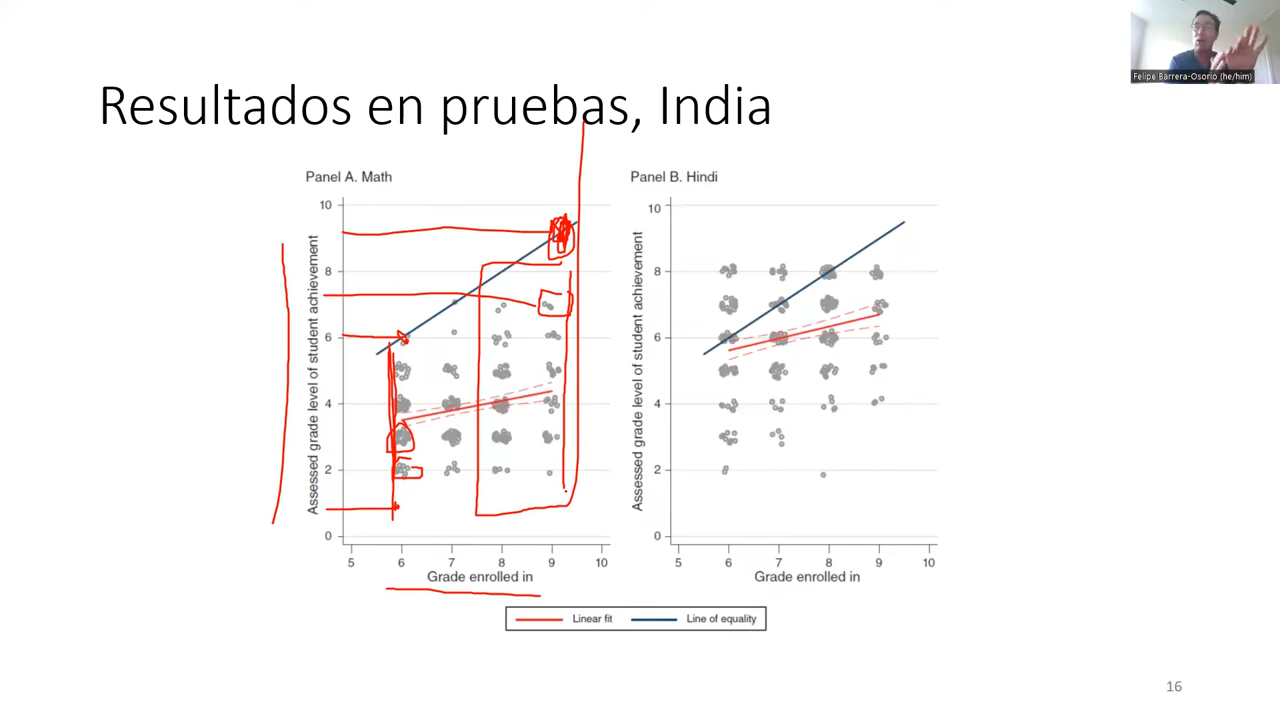 Felipe Barrera-Osorio (he/him)
Resultados en pruebas, India
Panel A. Math
Assessed grade level of student achievement
10
8
6
4
2
0
5 6 7 8 9 10
Grade enrolled in
Panel B. Hindi
Assessed grade level of student achievement
10
8
6
4
2
0
5 6 7 8 9 10
Grade enrolled in
Linear fit Line of equality
16